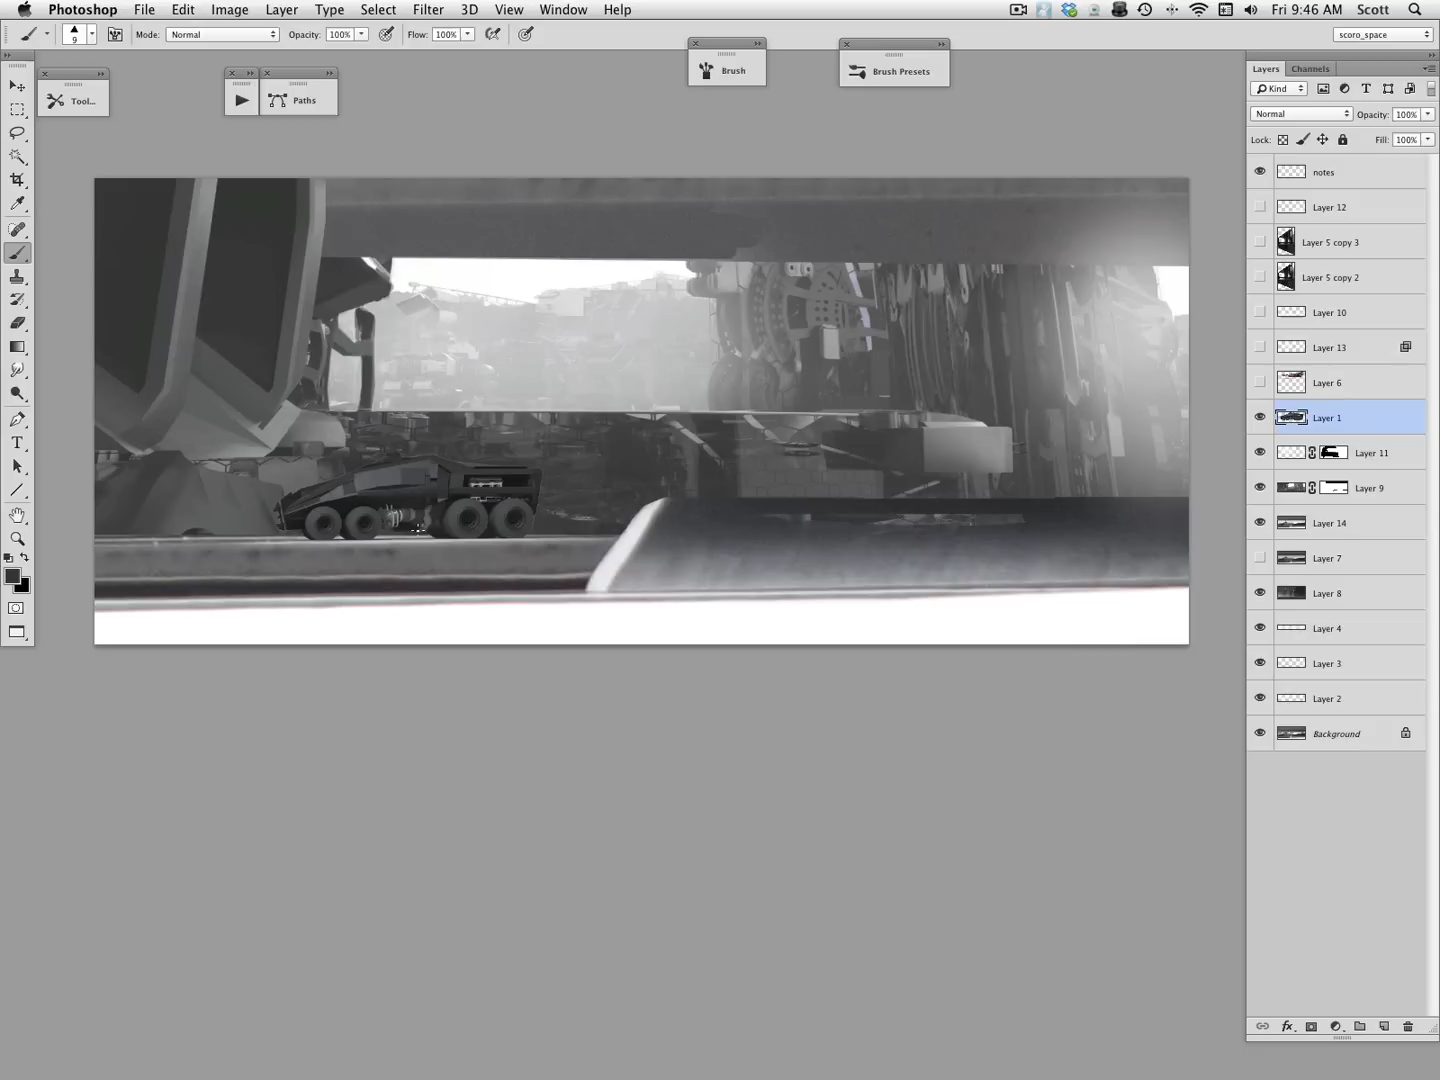 Photoshop File Edit Image Layer Type Select Filter 3D View Window Help Fri 9:46 AM Scott
9 Mode: Normal Opacity: 100% Flow: 100% scoro_space
Tool... Paths Brush Brush Presets
Layers Channels
Kind
Normal Opacity: 100%
Lock: Fill: 100%
notes
Layer 12
Layer 5 copy 3
Layer 5 copy 2
Layer 10
Layer 13
Layer 6
Layer 1
Layer 11
Layer 9
Layer 14
Layer 7
Layer 8
Layer 4
Layer 3
Layer 2
Background
fx